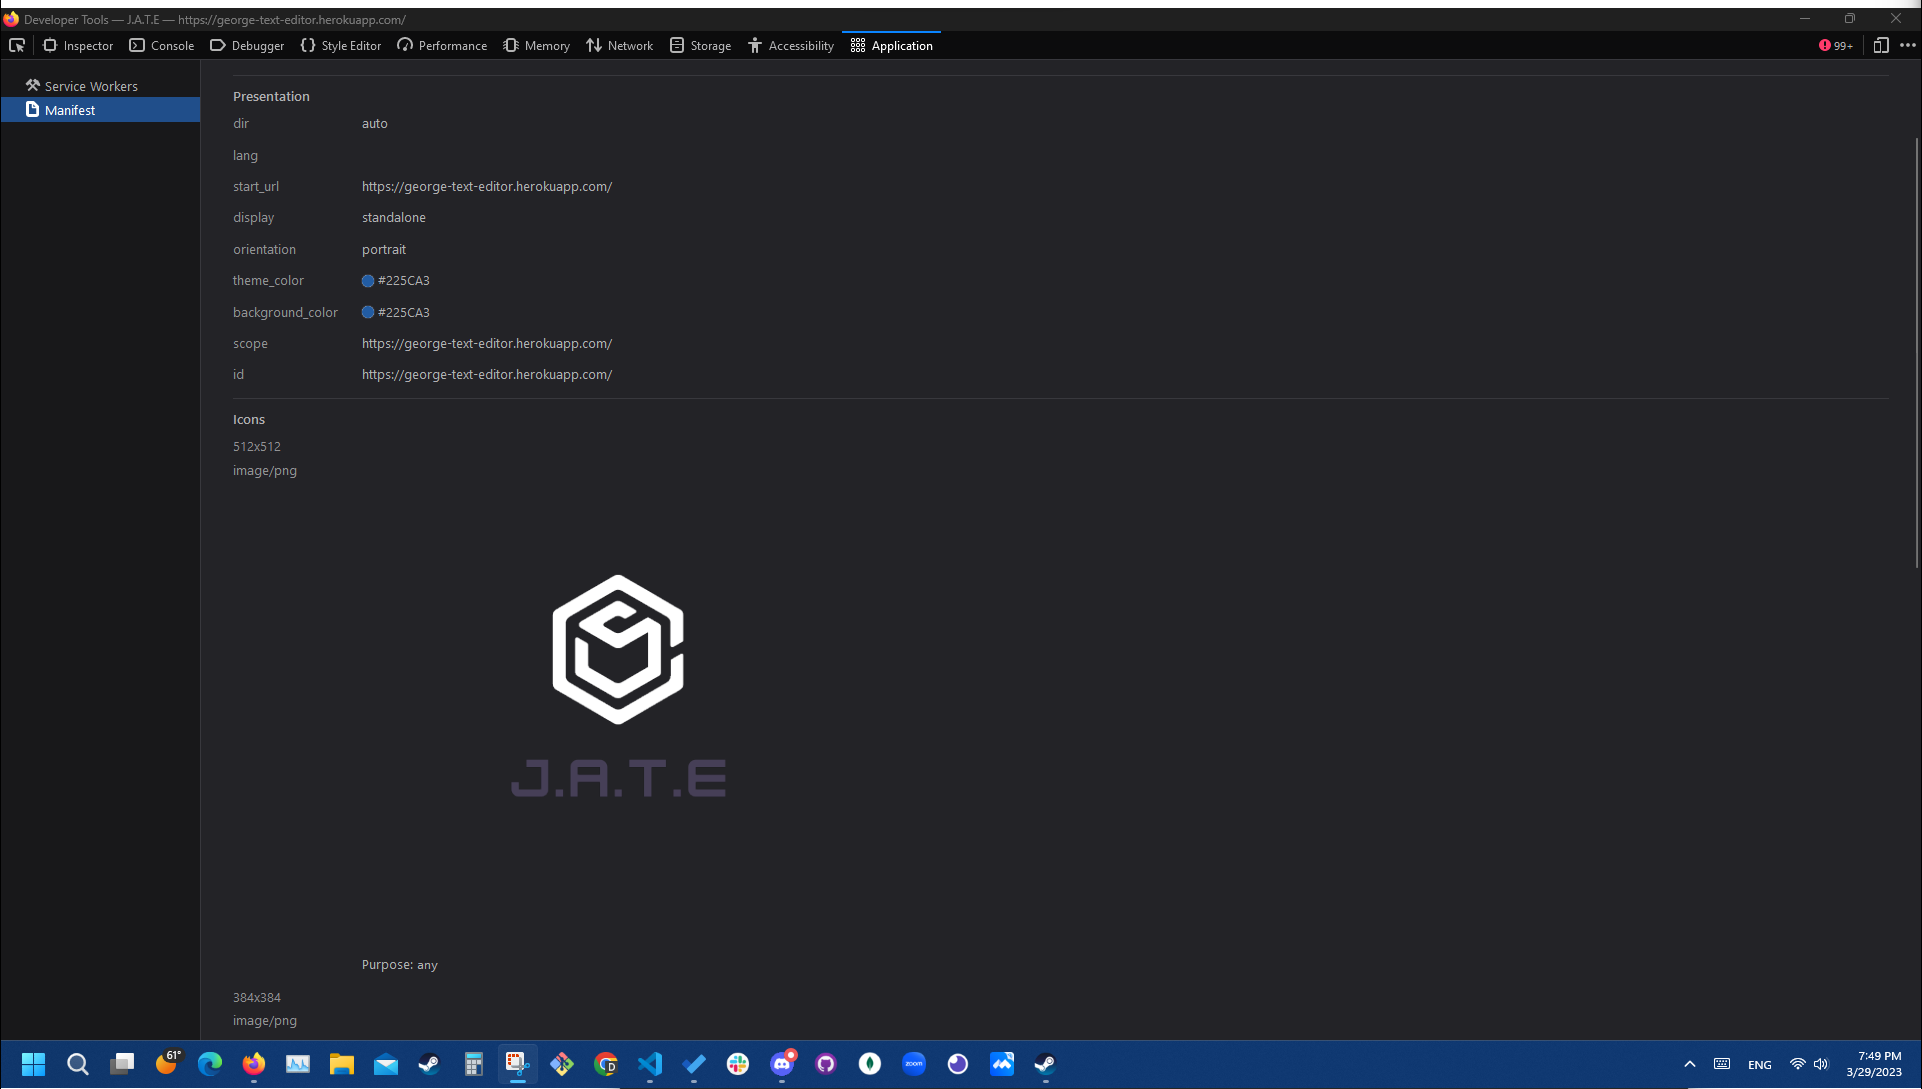 Developer Tools — J.A.T.E — https://george-text-editor.herokuapp.com/
Inspector Console Debugger Style Editor Performance Memory Network Storage Accessibility Application 99+
Service Workers
Manifest
Presentation
dir auto
lang
start_url https://george-text-editor.herokuapp.com/
display standalone
orientation portrait
theme_color #225CA3
background_color #225CA3
scope https://george-text-editor.herokuapp.com/
id https://george-text-editor.herokuapp.com/
Icons
512x512
image/png
J.A.T.E
Purpose: any
384x384
image/png
61°
D
zoom
ENG
7:49 PM
3/29/2023